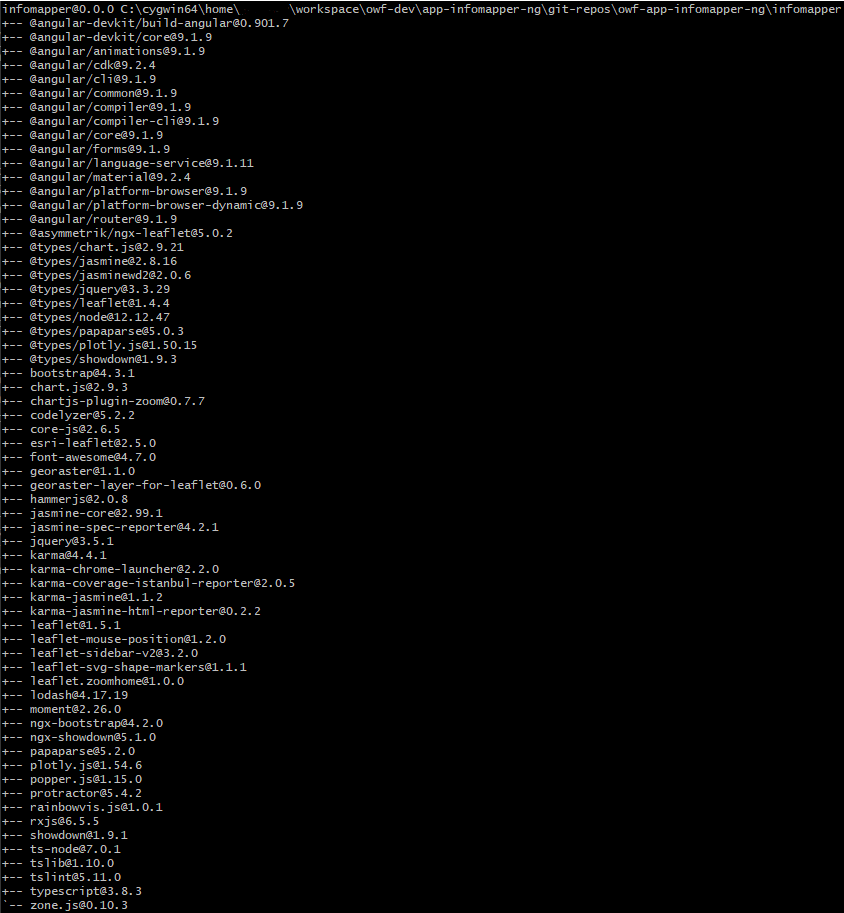 infomapper@0.0.0 C:\cygwin64\home\ \workspace\owf-dev\app-infomapper-ng\git-repos\owf-app-infomapper-ng\infomapper
+-- @angular-devkit/build-angular@0.901.7
+-- @angular-devkit/core@9.1.9
+-- @angular/animations@9.1.9
+-- @angular/cdk@9.2.4
+-- @angular/cli@9.1.9
+-- @angular/common@9.1.9
+-- @angular/compiler@9.1.9
+-- @angular/compiler-cli@9.1.9
+-- @angular/core@9.1.9
+-- @angular/forms@9.1.9
+-- @angular/language-service@9.1.11
+-- @angular/material@9.2.4
+-- @angular/platform-browser@9.1.9
+-- @angular/platform-browser-dynamic@9.1.9
+-- @angular/router@9.1.9
+-- @asymmetrik/ngx-leaflet@5.0.2
+-- @types/chart.js@2.9.21
+-- @types/jasmine@2.8.16
+-- @types/jasminewd2@2.0.6
+-- @types/jquery@3.3.29
+-- @types/leaflet@1.4.4
+-- @types/node@12.12.47
+-- @types/papaparse@5.0.3
+-- @types/plotly.js@1.50.15
+-- @types/showdown@1.9.3
+-- bootstrap@4.3.1
+-- chart.js@2.9.3
+-- chartjs-plugin-zoom@0.7.7
+-- codelyzer@5.2.2
+-- core-js@2.6.5
+-- esri-leaflet@2.5.0
+-- font-awesome@4.7.0
+-- georaster@1.1.0
+-- georaster-layer-for-leaflet@0.6.0
+-- hammerjs@2.0.8
+-- jasmine-core@2.99.1
+-- jasmine-spec-reporter@4.2.1
+-- jquery@3.5.1
+-- karma@4.4.1
+-- karma-chrome-launcher@2.2.0
+-- karma-coverage-istanbul-reporter@2.0.5
+-- karma-jasmine@1.1.2
+-- karma-jasmine-html-reporter@0.2.2
+-- leaflet@1.5.1
+-- leaflet-mouse-position@1.2.0
+-- leaflet-sidebar-v2@3.2.0
+-- leaflet-svg-shape-markers@1.1.1
+-- leaflet.zoomhome@1.0.0
+-- lodash@4.17.19
+-- moment@2.26.0
+-- ngx-bootstrap@4.2.0
+-- ngx-showdown@5.1.0
+-- papaparse@5.2.0
+-- plotly.js@1.54.6
+-- popper.js@1.15.0
+-- protractor@5.4.2
+-- rainbowvis.js@1.0.1
+-- rxjs@6.5.5
+-- showdown@1.9.1
+-- ts-node@7.0.1
+-- tslib@1.10.0
+-- tslint@5.11.0
+-- typescript@3.8.3
`-- zone.js@0.10.3